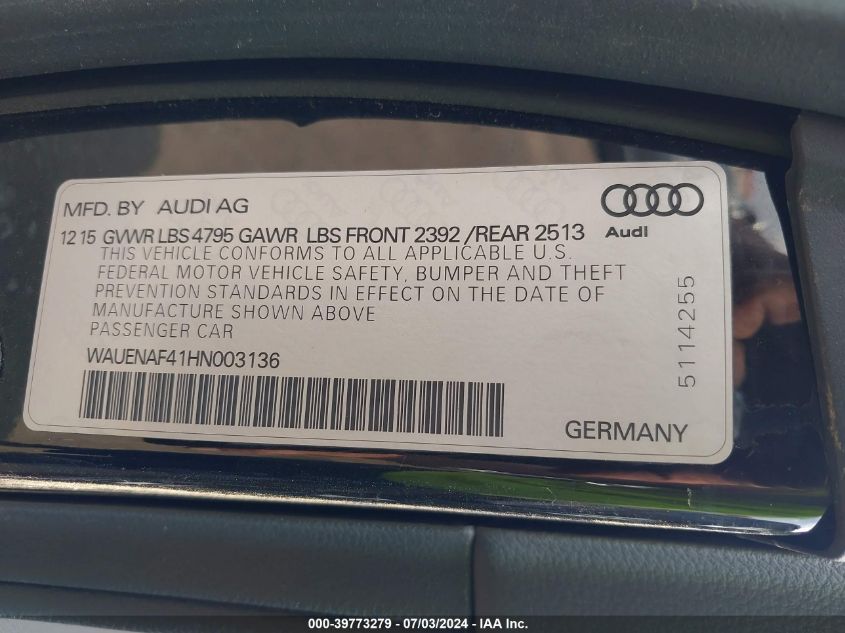 MFD. BY AUDI AG
Audi
12 15 GVWR LBS 4795 GAWR LBS FRONT 2392 /REAR 2513
THIS VEHICLE CONFORMS TO ALL APPLICABLE U.S.
FEDERAL MOTOR VEHICLE SAFETY, BUMPER AND THEFT
PREVENTION STANDARDS IN EFFECT ON THE DATE OF
MANUFACTURE SHOWN ABOVE
PASSENGER CAR
WAUENAF41HN003136
5114255
GERMANY
000-39773279 - 07/03/2024 - IAA Inc.